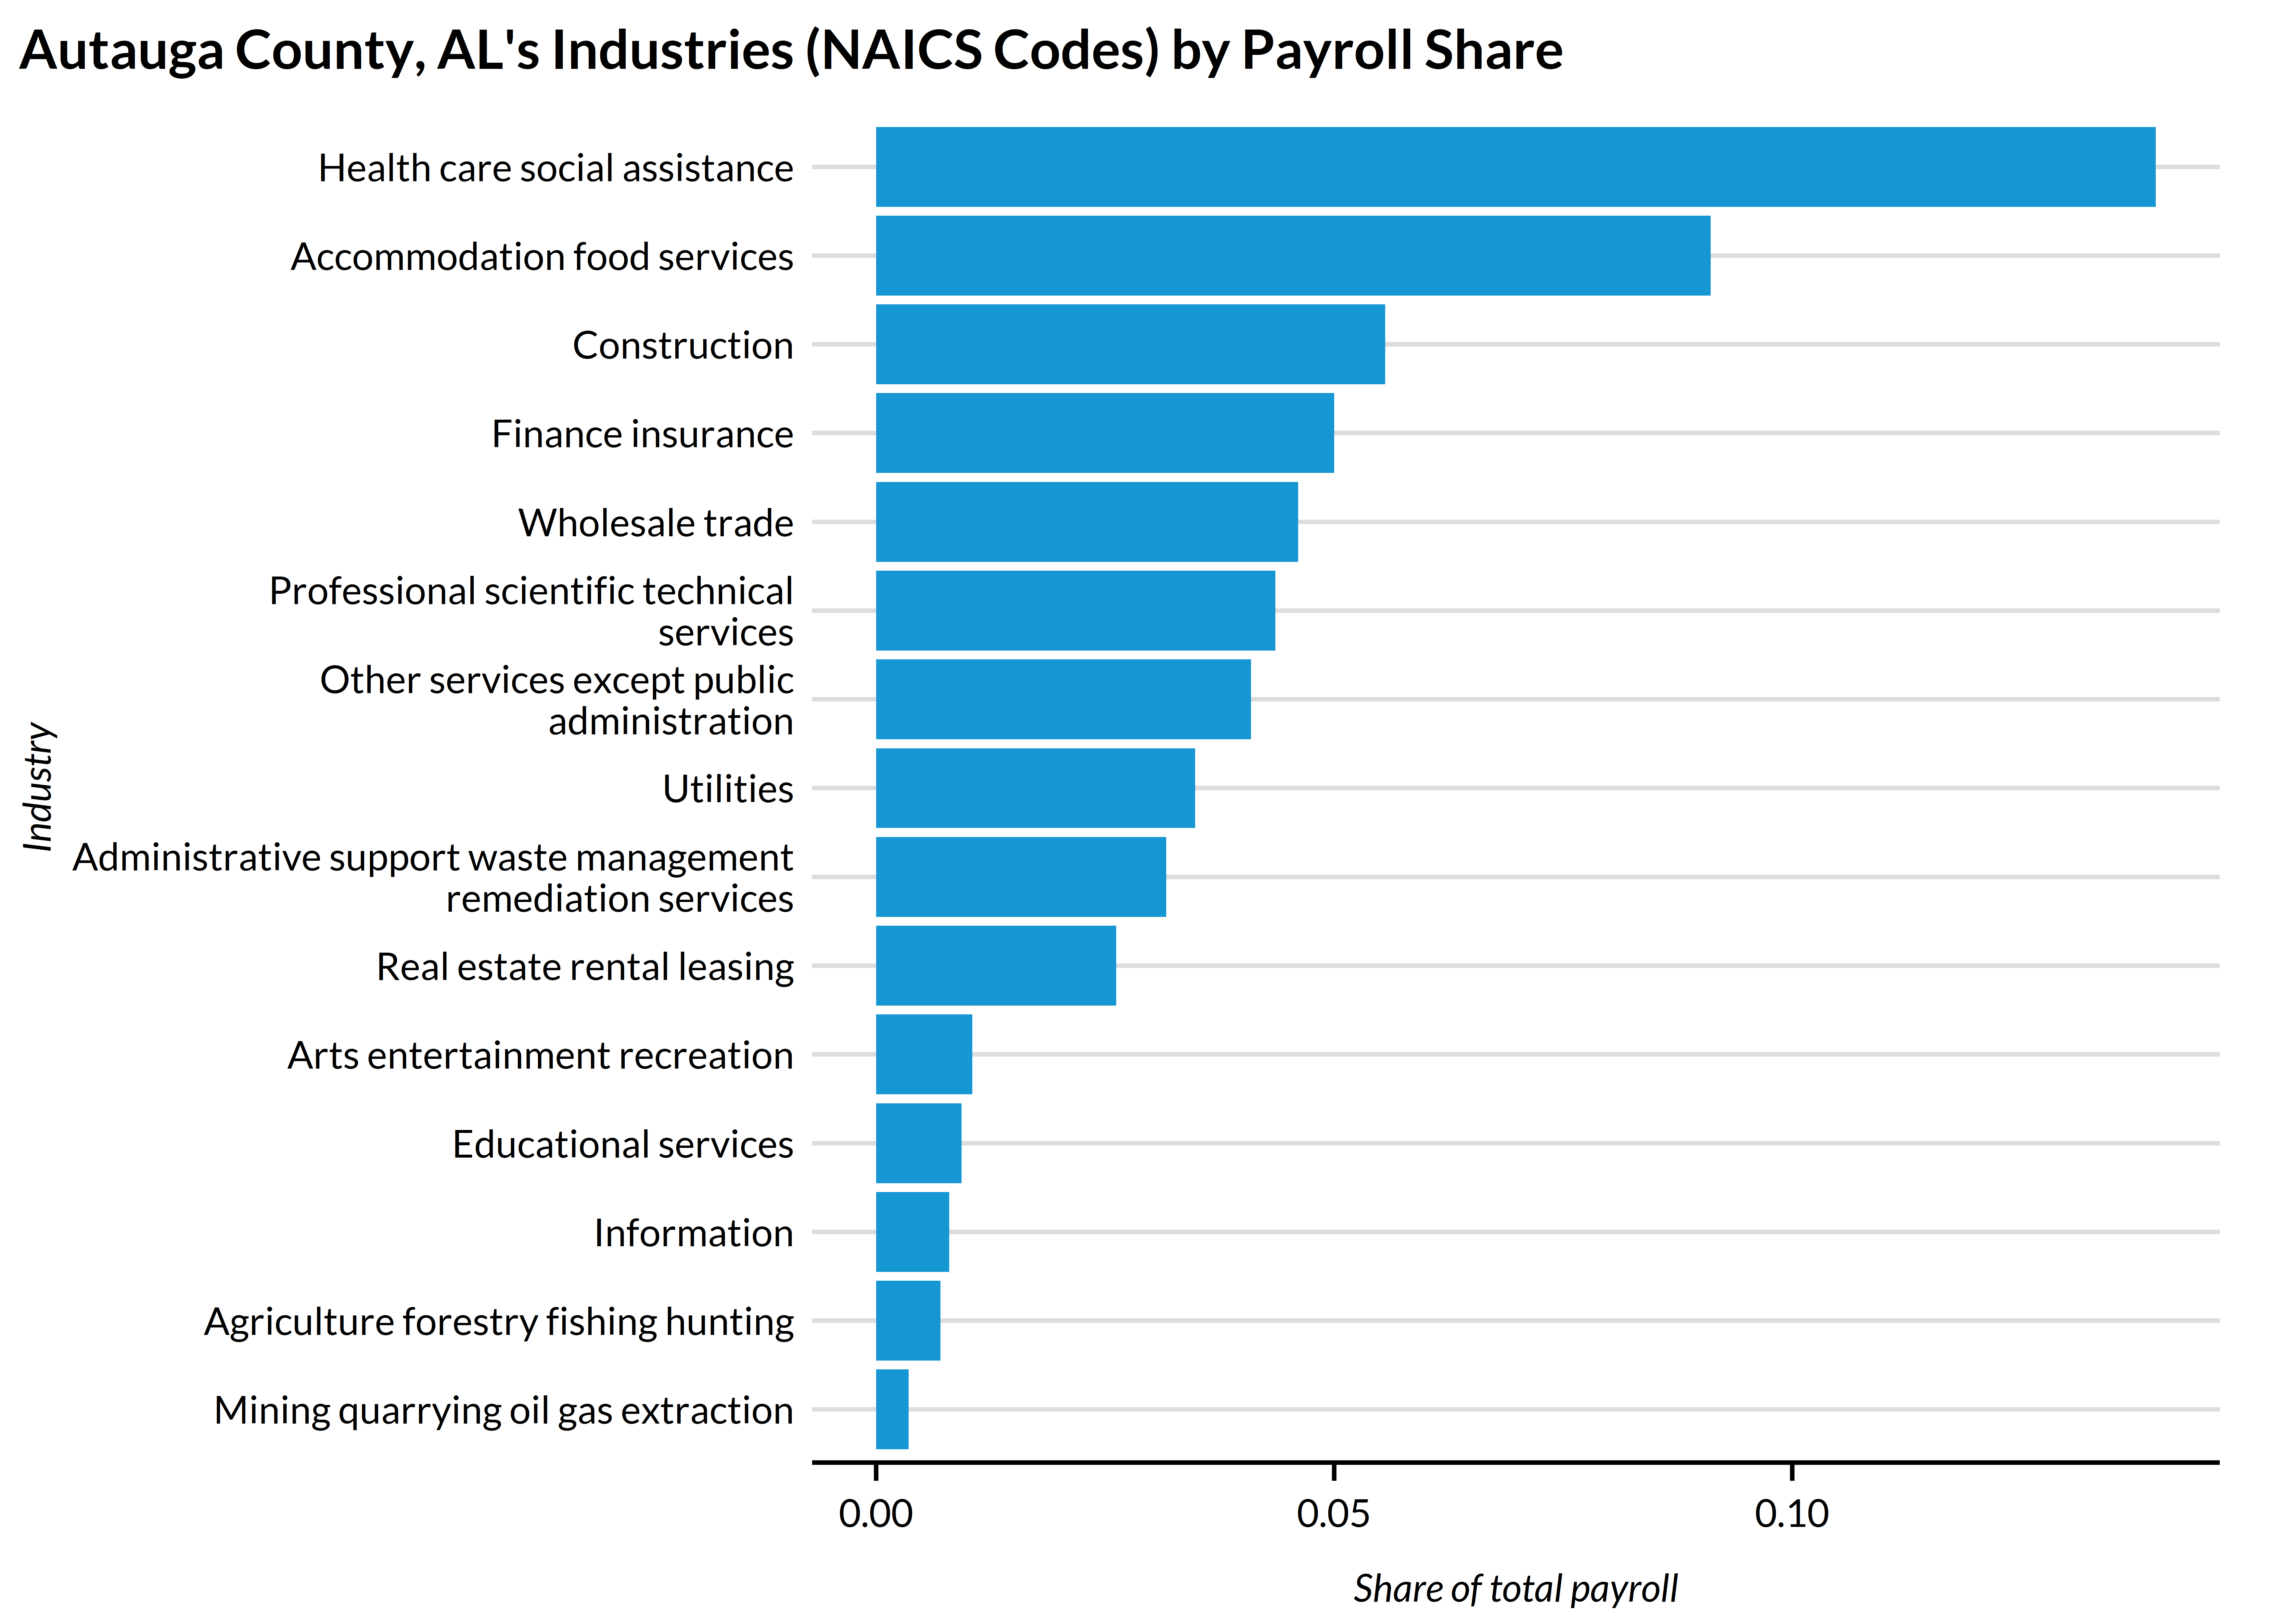 Autauga County, AL's Industries (NAICS Codes) by Payroll Share
Health care social assistance
Accommodation food services
Construction
Finance insurance
Wholesale trade
Professional scientific technical
services
Other services except public
administration
Utilities
Administrative support waste management
remediation services
Real estate rental leasing
Arts entertainment recreation
Educational services
Information
Agriculture forestry fishing hunting
Mining quarrying oil gas extraction
Industry
0.00 0.05 0.10
Share of total payroll